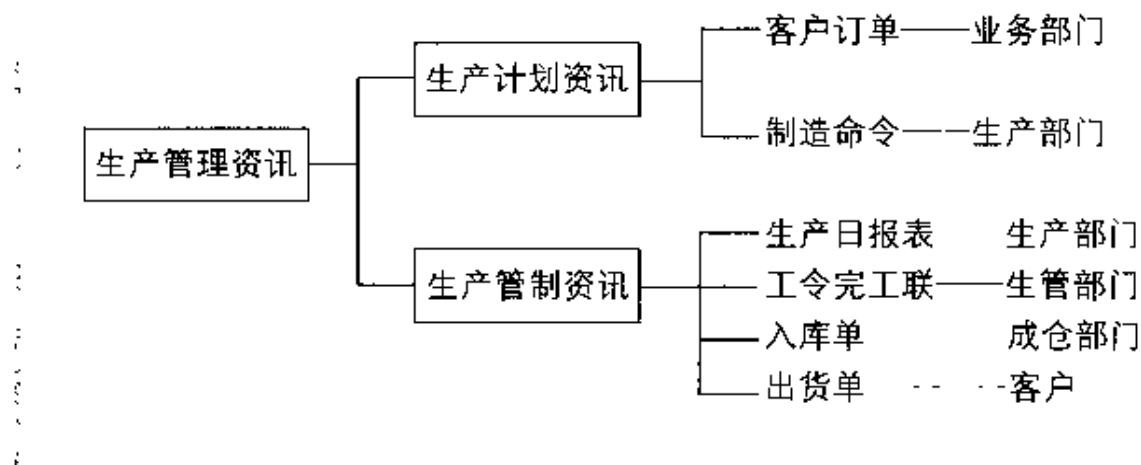 客户订单——业务部门
生产计划资讯
制造命令——生产部门
生产管理资讯
生产日报表 生产部门
生产管制资讯
工令完工联——生管部门
入库单 成仓部门
出货单 客户